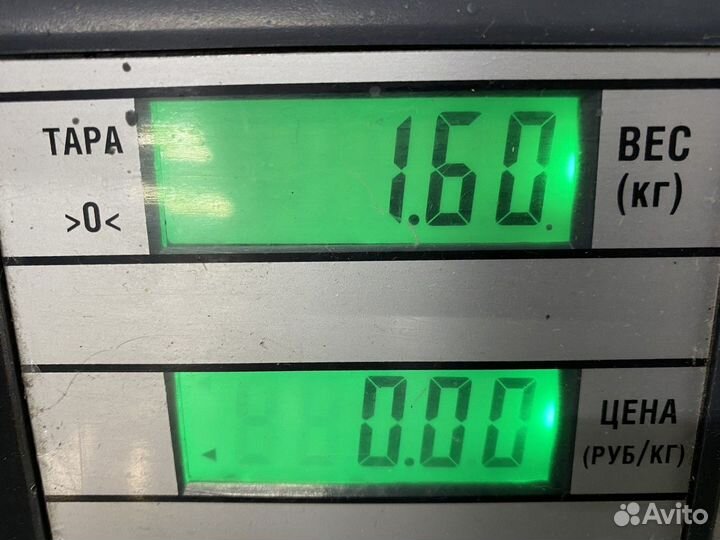 ТАРА
1.60.
ВЕС
(кг)
>0<
0.00
ЦЕНА
(РУБ/КГ)
Avito